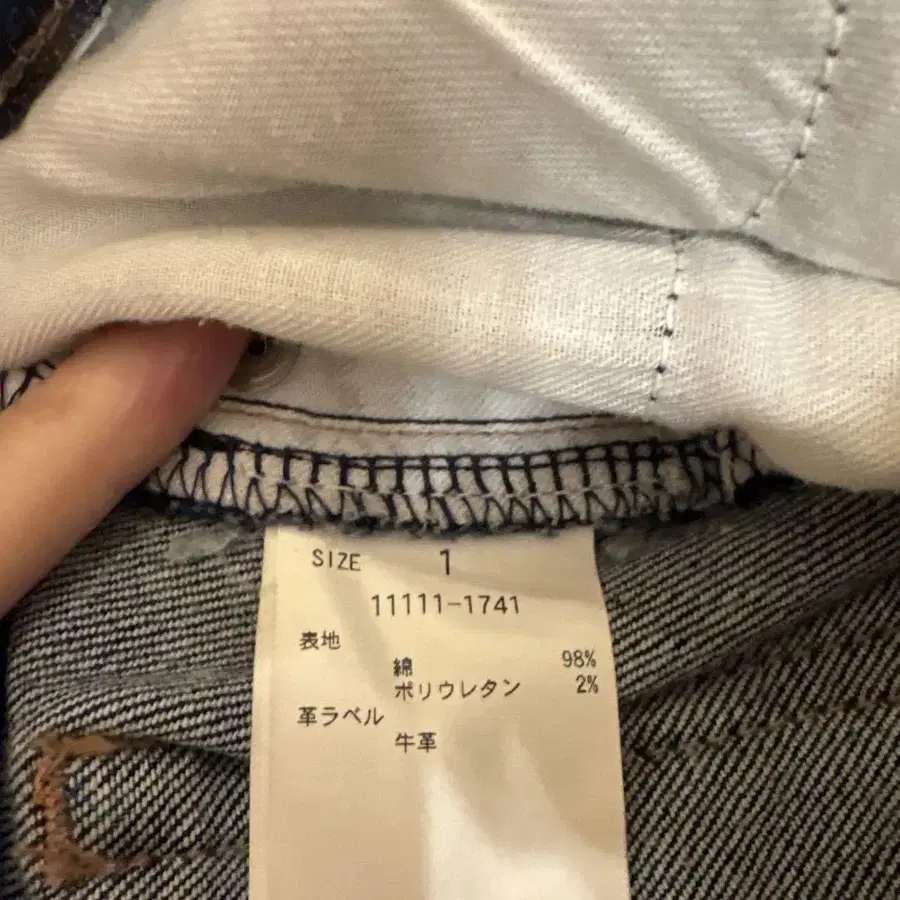 SIZE 1
11111-1741
表地
綿 98%
ポリウレタン 2%
革ラベル
牛革